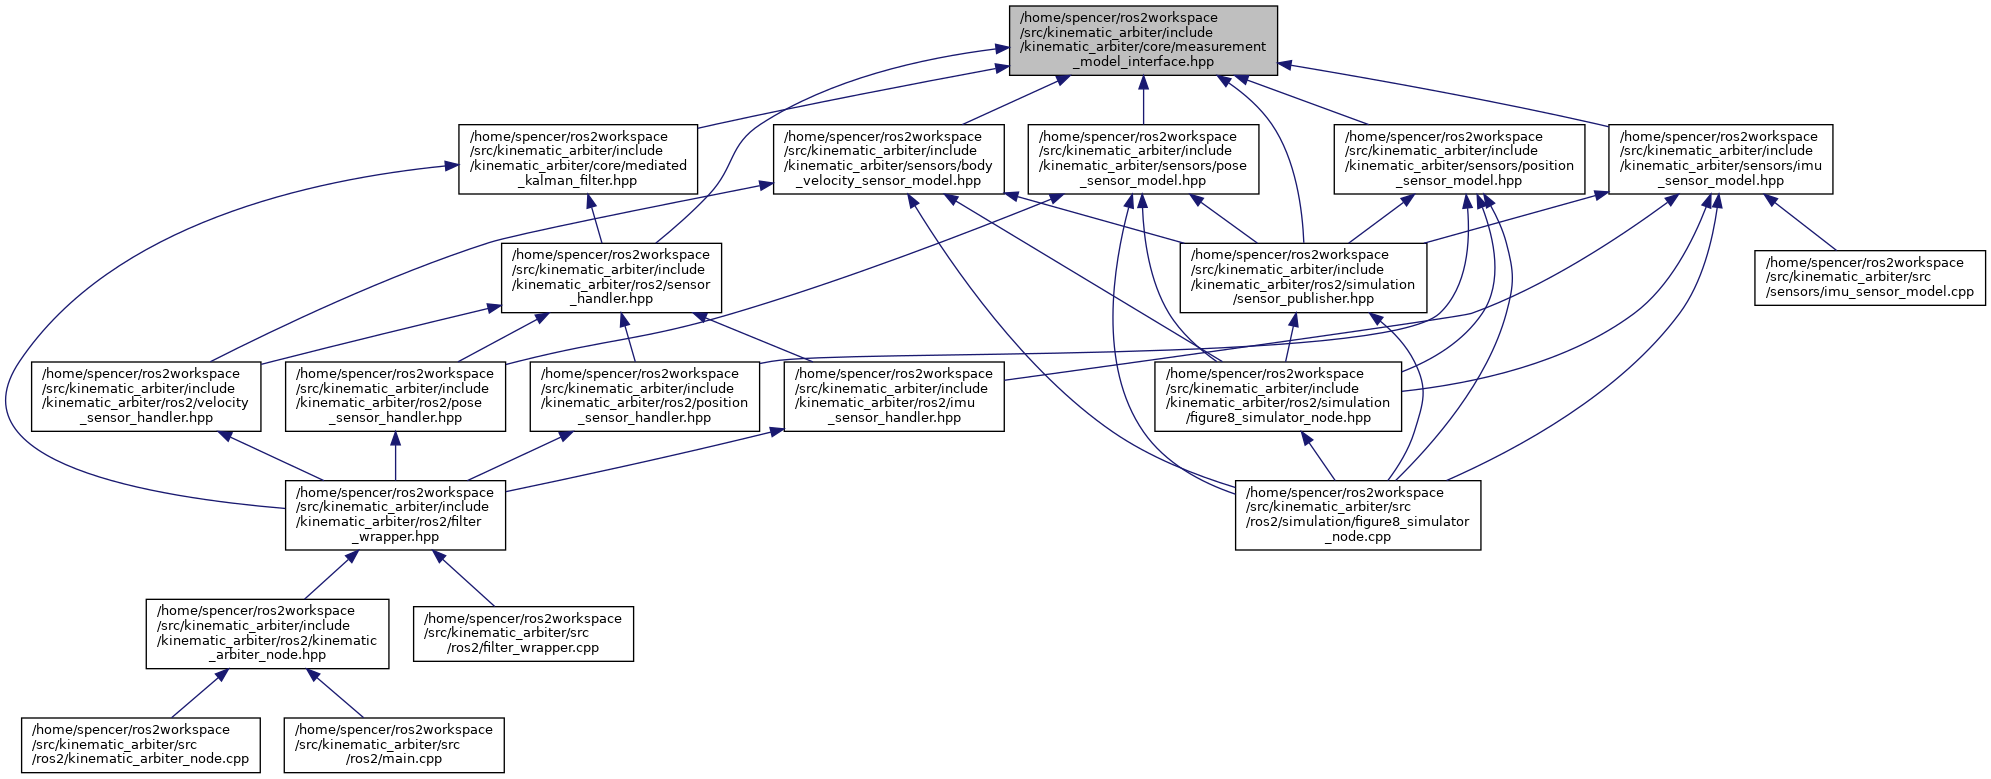 /home/spencer/ros2workspace
/src/kinematic_arbiter/include
/kinematic_arbiter/core/measurement
_model_interface.hpp
/home/spencer/ros2workspace
/src/kinematic_arbiter/include
/kinematic_arbiter/core/mediated
_kalman_filter.hpp
/home/spencer/ros2workspace
/src/kinematic_arbiter/include
/kinematic_arbiter/sensors/body
_velocity_sensor_model.hpp
/home/spencer/ros2workspace
/src/kinematic_arbiter/include
/kinematic_arbiter/sensors/pose
_sensor_model.hpp
/home/spencer/ros2workspace
/src/kinematic_arbiter/include
/kinematic_arbiter/sensors/position
_sensor_model.hpp
/home/spencer/ros2workspace
/src/kinematic_arbiter/include
/kinematic_arbiter/sensors/imu
_sensor_model.hpp
/home/spencer/ros2workspace
/src/kinematic_arbiter/include
/kinematic_arbiter/ros2/sensor
_handler.hpp
/home/spencer/ros2workspace
/src/kinematic_arbiter/include
/kinematic_arbiter/ros2/simulation
/sensor_publisher.hpp
/home/spencer/ros2workspace
/src/kinematic_arbiter/src
/sensors/imu_sensor_model.cpp
/home/spencer/ros2workspace
/src/kinematic_arbiter/include
/kinematic_arbiter/ros2/velocity
_sensor_handler.hpp
/home/spencer/ros2workspace
/src/kinematic_arbiter/include
/kinematic_arbiter/ros2/pose
_sensor_handler.hpp
/home/spencer/ros2workspace
/src/kinematic_arbiter/include
/kinematic_arbiter/ros2/position
_sensor_handler.hpp
/home/spencer/ros2workspace
/src/kinematic_arbiter/include
/kinematic_arbiter/ros2/imu
_sensor_handler.hpp
/home/spencer/ros2workspace
/src/kinematic_arbiter/include
/kinematic_arbiter/ros2/simulation
/figure8_simulator_node.hpp
/home/spencer/ros2workspace
/src/kinematic_arbiter/include
/kinematic_arbiter/ros2/filter
_wrapper.hpp
/home/spencer/ros2workspace
/src/kinematic_arbiter/src
/ros2/simulation/figure8_simulator
_node.cpp
/home/spencer/ros2workspace
/src/kinematic_arbiter/include
/kinematic_arbiter/ros2/kinematic
_arbiter_node.hpp
/home/spencer/ros2workspace
/src/kinematic_arbiter/src
/ros2/filter_wrapper.cpp
/home/spencer/ros2workspace
/src/kinematic_arbiter/src
/ros2/kinematic_arbiter_node.cpp
/home/spencer/ros2workspace
/src/kinematic_arbiter/src
/ros2/main.cpp